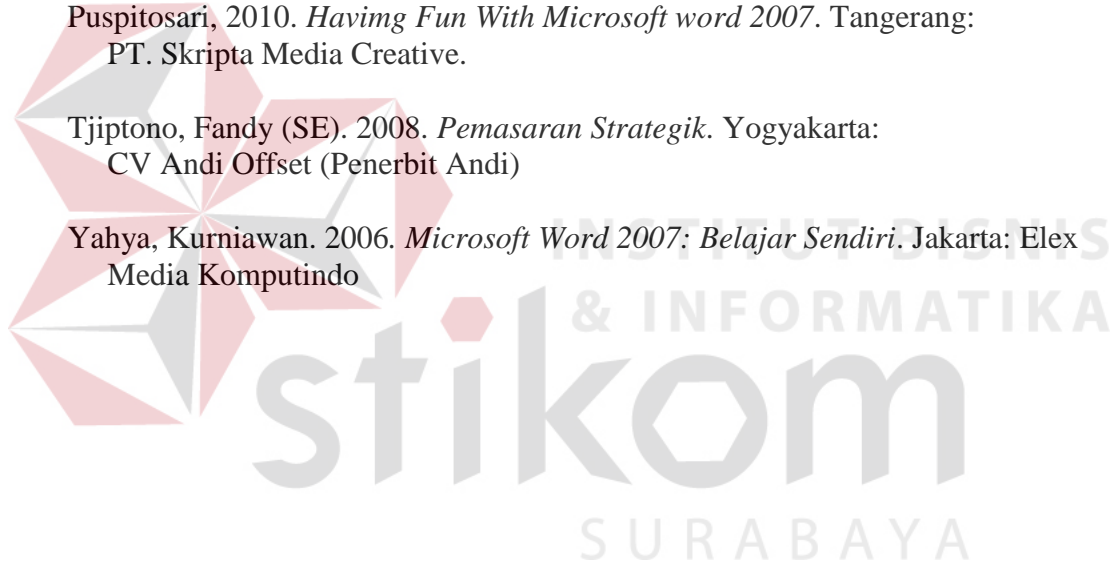 Puspitosari, 2010. Havimg Fun With Microsoft word 2007. Tangerang:
PT. Skripta Media Creative.
Tjiptono, Fandy (SE). 2008. Pemasaran Strategik. Yogyakarta:
CV Andi Offset (Penerbit Andi)
Yahya, Kurniawan. 2006. Microsoft Word 2007: Belajar Sendiri. Jakarta: Elex
Media Komputindo
INSTITUT BISNIS
& INFORMATIKA
stikom
SURABAYA